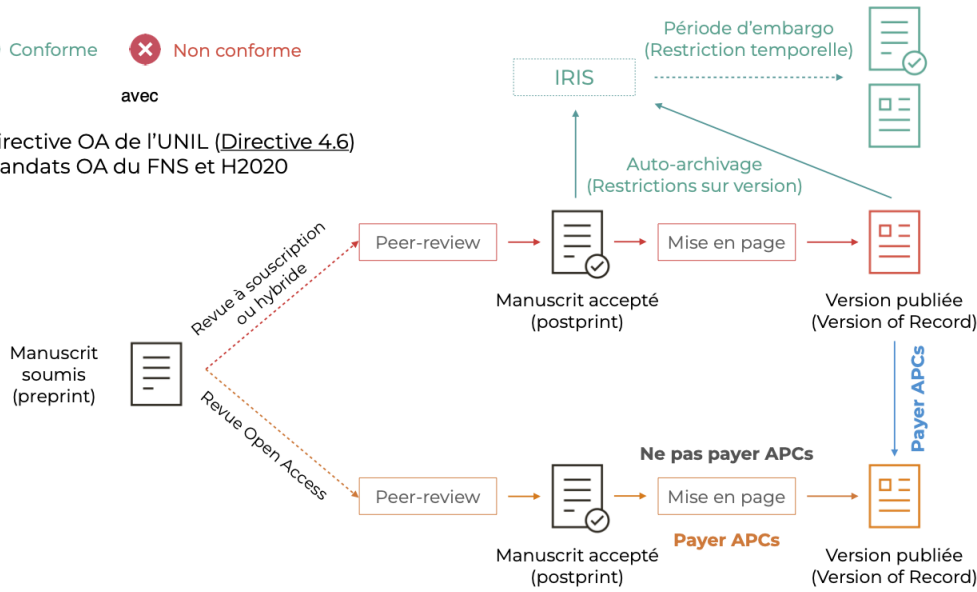 Conforme
Non conforme
avec
irective OA de l'UNIL (Directive 4.6)
andats OA du FNS et H2020
Période d'embargo
(Restriction temporelle)
IRIS
Auto-archivage
(Restrictions sur version)
Revue à souscription
ou hybride
Peer-review
Mise en page
Manuscrit accepté
(postprint)
Version publiée
(Version of Record)
Manuscrit
soumis
(preprint)
Payer APCs
Revue Open Access
Ne pas payer APCs
Peer-review
Mise en page
Payer APCs
Manuscrit accepté
(postprint)
Version publiée
(Version of Record)